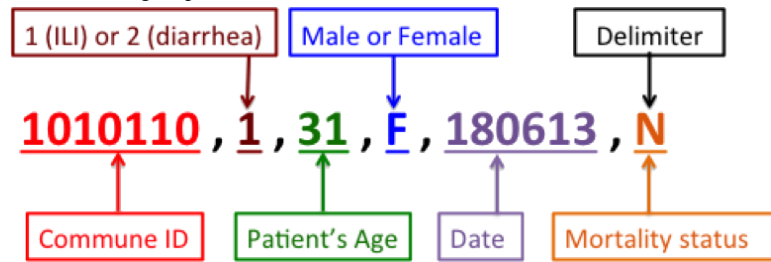 1 (ILI) or 2 (diarrhea) Male or Female Delimiter
1010110 , 1 , 31 , F , 180613 , N
Commune ID Patient's Age Date Mortality status